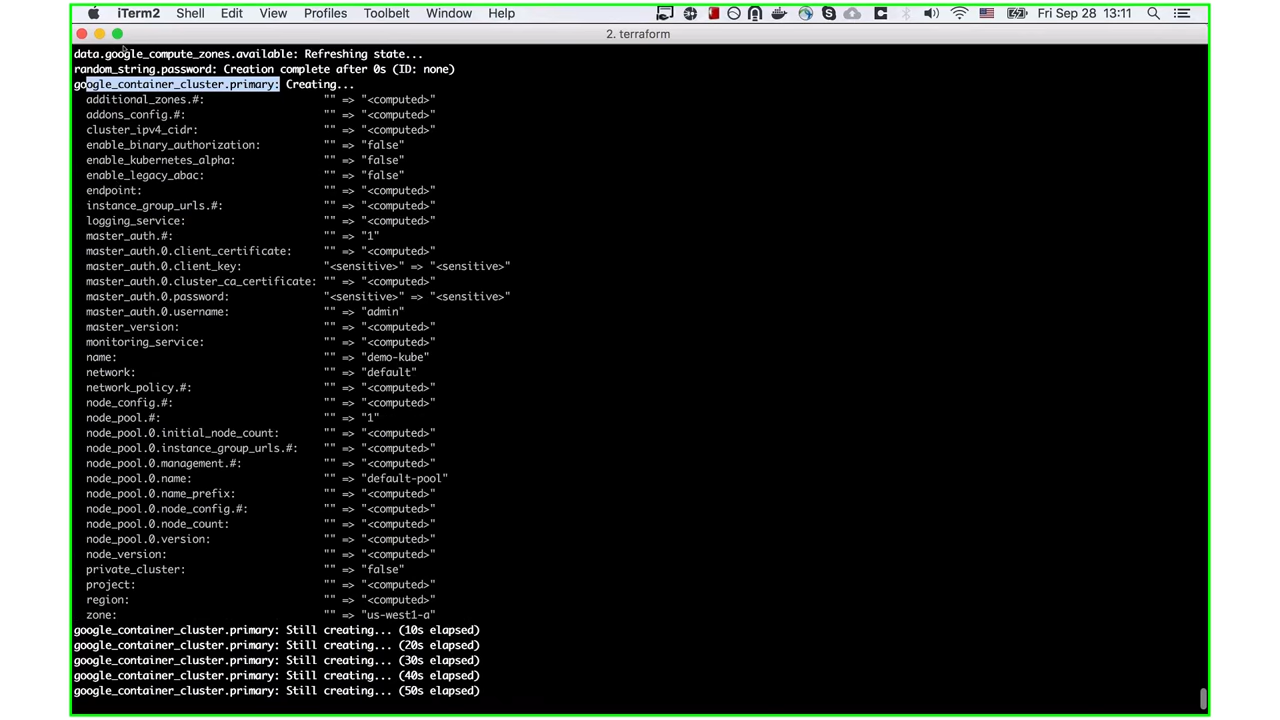 iTerm2 Shell Edit View Profiles Toolbelt Window Help Fri Sep 28 13:11
2. terraform
data.google_compute_zones.available: Refreshing state...
random_string.password: Creation complete after 0s (ID: none)
google_container_cluster.primary: Creating...
additional_zones.#: "" => "<computed>"
addons_config.#: "" => "<computed>"
cluster_ipv4_cidr: "" => "<computed>"
enable_binary_authorization: "" => "false"
enable_kubernetes_alpha: "" => "false"
enable_legacy_abac: "" => "false"
endpoint: "" => "<computed>"
instance_group_urls.#: "" => "<computed>"
logging_service: "" => "<computed>"
master_auth.#: "" => "1"
master_auth.0.client_certificate: "" => "<computed>"
master_auth.0.client_key: "<sensitive>" => "<sensitive>"
master_auth.0.cluster_ca_certificate: "" => "<computed>"
master_auth.0.password: "<sensitive>" => "<sensitive>"
master_auth.0.username: "" => "admin"
master_version: "" => "<computed>"
monitoring_service: "" => "<computed>"
name: "" => "demo-kube"
network: "" => "default"
network_policy.#: "" => "<computed>"
node_config.#: "" => "<computed>"
node_pool.#: "" => "1"
node_pool.0.initial_node_count: "" => "<computed>"
node_pool.0.instance_group_urls.#: "" => "<computed>"
node_pool.0.management.#: "" => "<computed>"
node_pool.0.name: "" => "default-pool"
node_pool.0.name_prefix: "" => "<computed>"
node_pool.0.node_config.#: "" => "<computed>"
node_pool.0.node_count: "" => "<computed>"
node_pool.0.version: "" => "<computed>"
node_version: "" => "<computed>"
private_cluster: "" => "false"
project: "" => "<computed>"
region: "" => "<computed>"
zone: "" => "us-west1-a"
google_container_cluster.primary: Still creating... (10s elapsed)
google_container_cluster.primary: Still creating... (20s elapsed)
google_container_cluster.primary: Still creating... (30s elapsed)
google_container_cluster.primary: Still creating... (40s elapsed)
google_container_cluster.primary: Still creating... (50s elapsed)